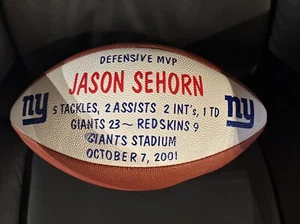 DEFENSIVE MVP
JASON SEHORN
ny 5 TACKLES, 2 ASSISTS 2 INT's, 1 TD ny
GIANTS 23~ REDSKINS 9
GIANTS STADIUM
OCTOBER 7, 2001